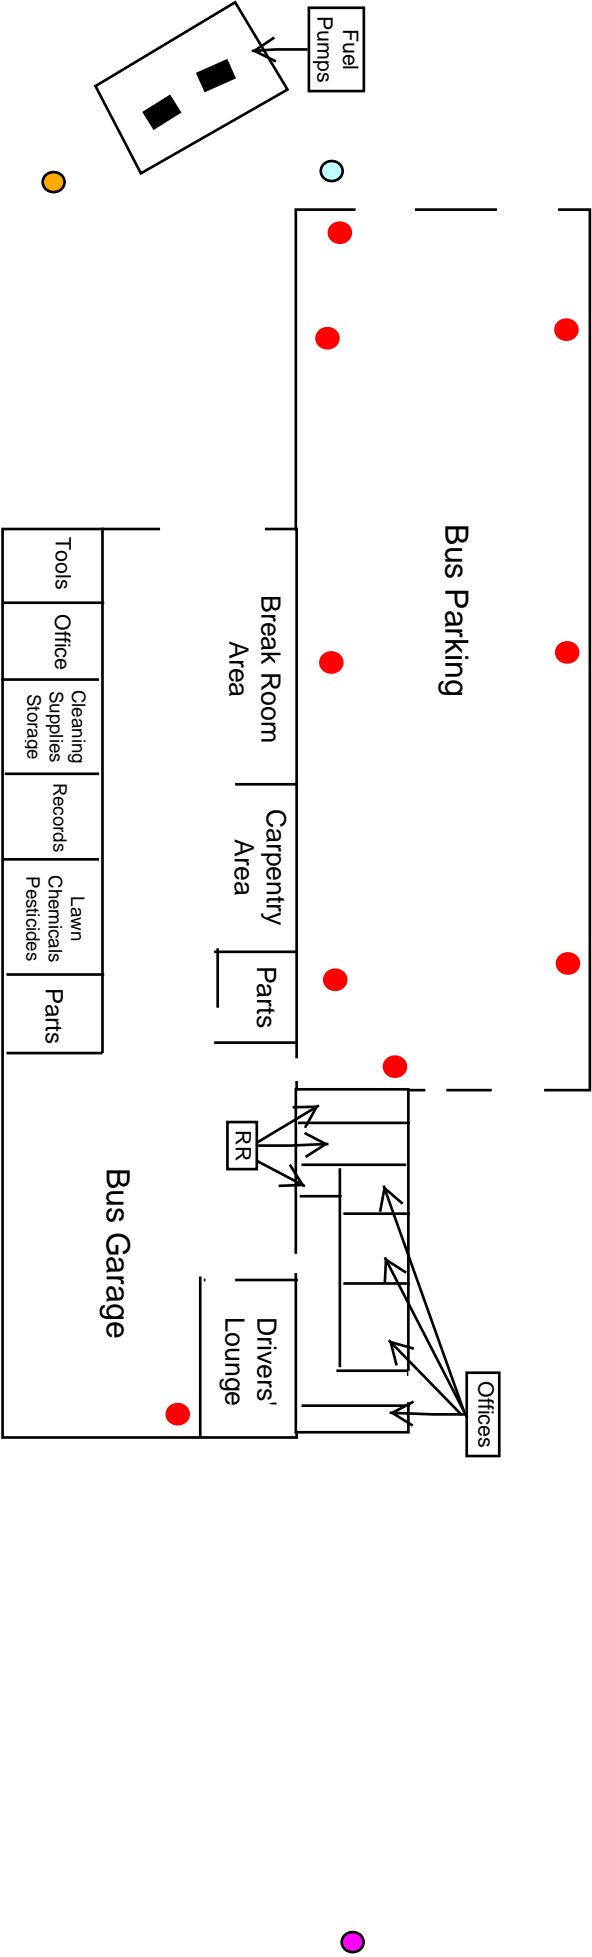 Fuel
Pumps
Bus Parking
Tools
Office
Cleaning
Supplies
Storage
Records
Lawn
Chemicals
Pesticides
Parts
Break Room
Area
Carpentry
Area
Parts
RR
Bus Garage
Drivers'
Lounge
Offices